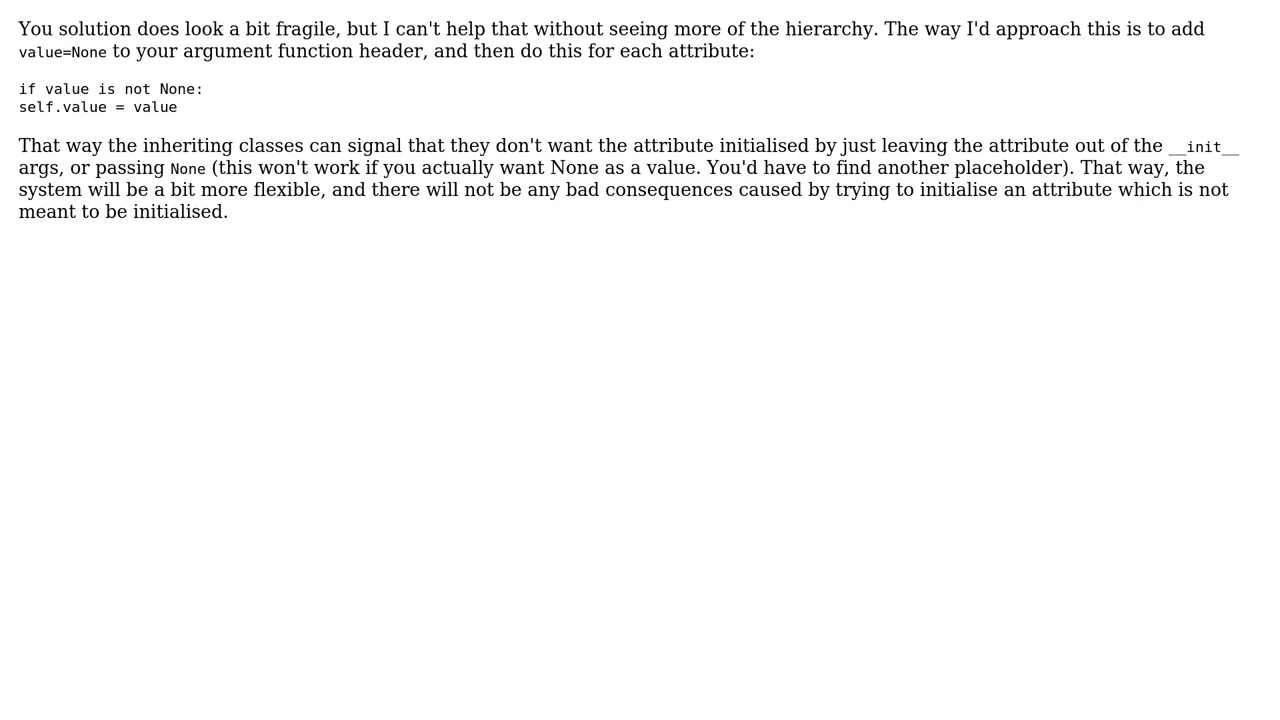 You solution does look a bit fragile, but I can't help that without seeing more of the hierarchy. The way I'd approach this is to add
value=None to your argument function header, and then do this for each attribute:
if value is not None:
self.value = value
That way the inheriting classes can signal that they don't want the attribute initialised by just leaving the attribute out of the __init__
args, or passing None (this won't work if you actually want None as a value. You'd have to find another placeholder). That way, the
system will be a bit more flexible, and there will not be any bad consequences caused by trying to initialise an attribute which is not
meant to be initialised.